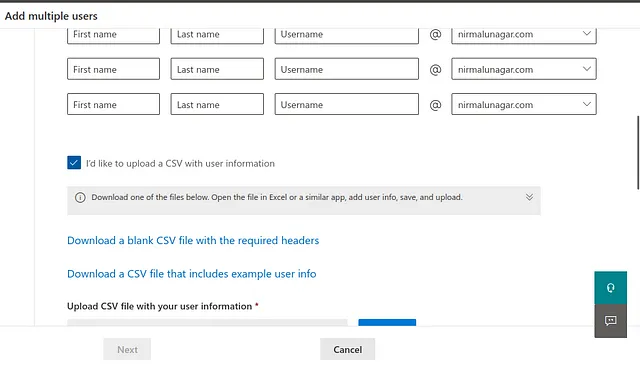 Add multiple users
First name Last name Username @ nirmalunagar.com
First name Last name Username @ nirmalunagar.com
First name Last name Username @ nirmalunagar.com
I'd like to upload a CSV with user information
Download one of the files below. Open the file in Excel or a similar app, add user info, save, and upload.
Download a blank CSV file with the required headers
Download a CSV file that includes example user info
Upload CSV file with your user information *
Next Cancel